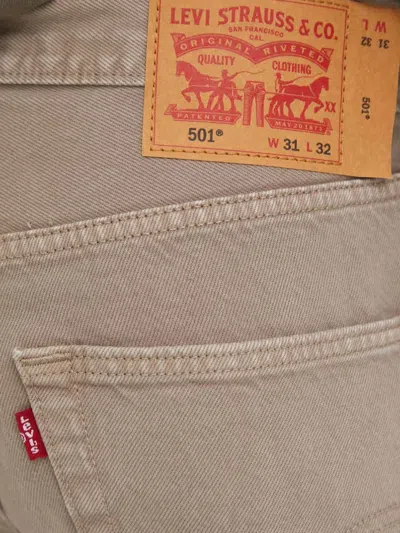 LEVI STRAUSS & CO.
SAN FRANCISCO
CAL.
ORIGINAL RIVETED
QUALITY CLOTHING
XX
PATENTED MAY 20 1873
501®
W 31 L 32
W L
31 32
501®
Levi's